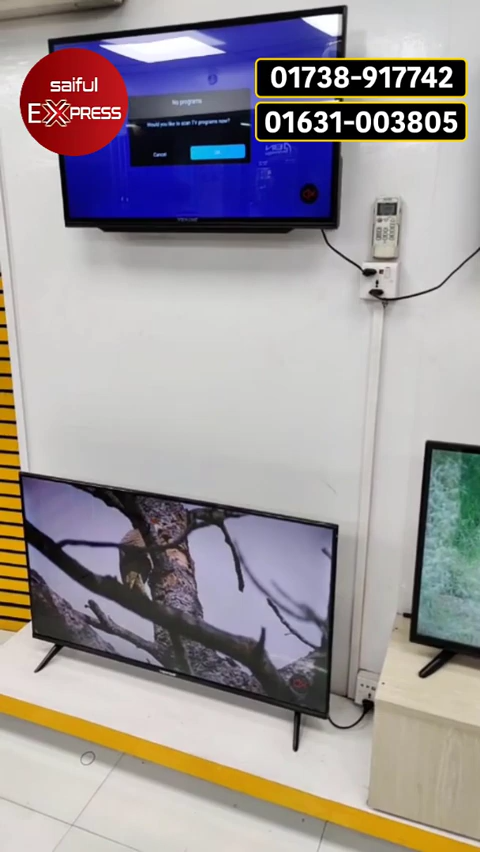 saiful
EXPRESS
01738-917742
01631-003805
No programs
Would you like to scan TV programs now?
Cancel
OK